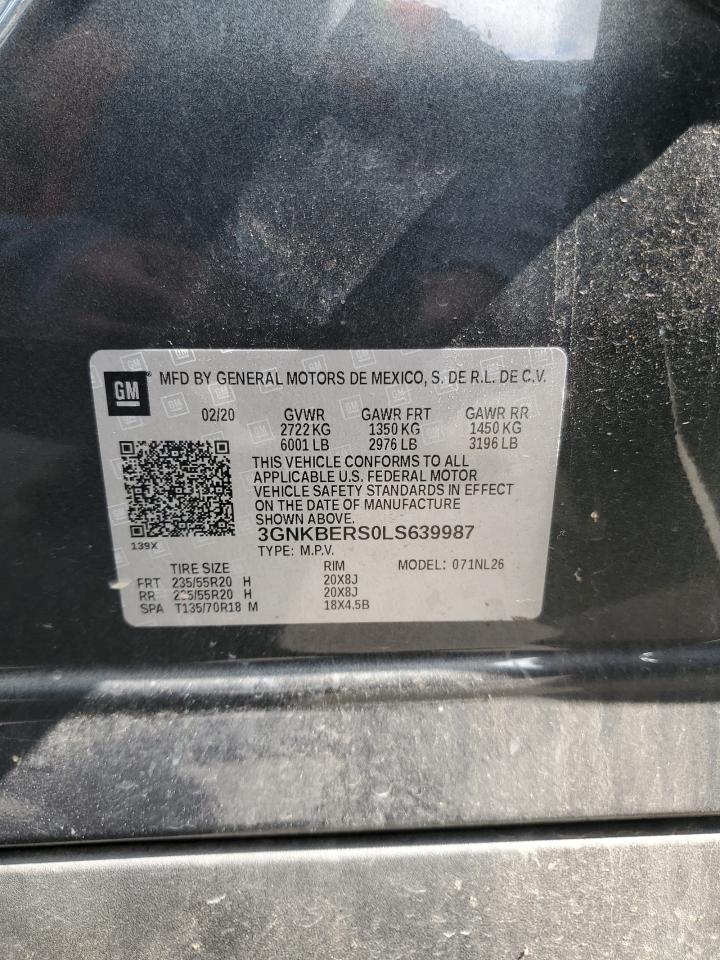 GM
MFD BY GENERAL MOTORS DE MEXICO, S. DE R.L. DE C.V.
02/20 GVWR GAWR FRT GAWR RR
2722 KG 1350 KG 1450 KG
6001 LB 2976 LB 3196 LB
THIS VEHICLE CONFORMS TO ALL
APPLICABLE U.S. FEDERAL MOTOR
VEHICLE SAFETY STANDARDS IN EFFECT
ON THE DATE OF MANUFACTURE
SHOWN ABOVE.
139X
3GNKBERS0LS639987
TYPE: M.P.V.
TIRE SIZE RIM MODEL: 071NL26
FRT 235/55R20 H 20X8J
RR 235/55R20 H 20X8J
SPA T135/70R18 M 18X4.5B